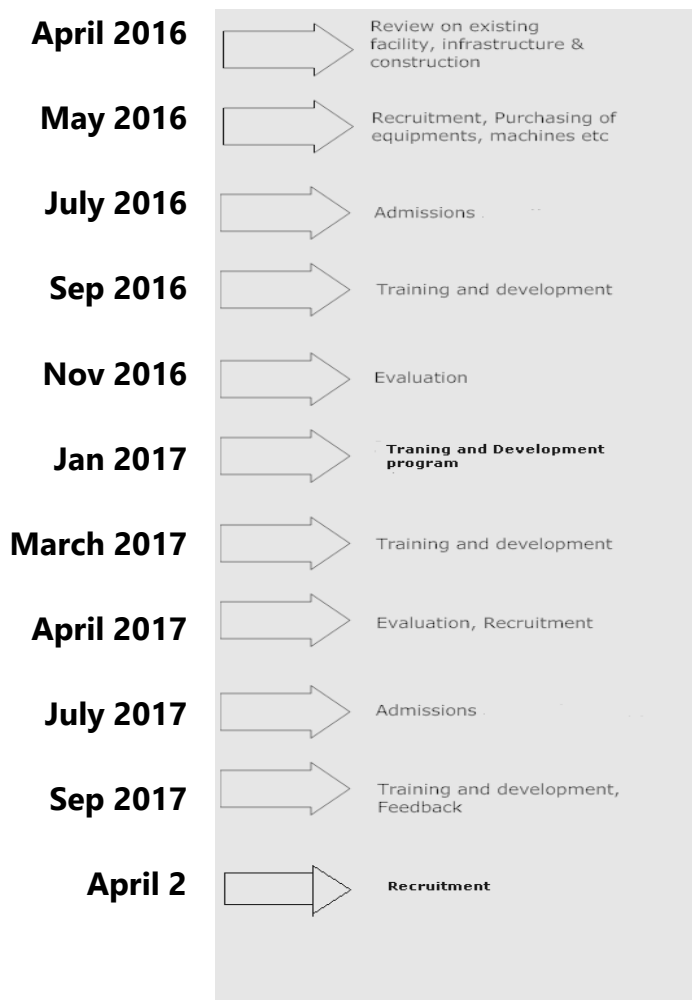 April 2016
Review on existing
facility, infrastructure &
construction
May 2016
Recruitment, Purchasing of
equipments, machines etc
July 2016
Admissions
Sep 2016
Training and development
Nov 2016
Evaluation
Jan 2017
Traning and Development
program
March 2017
Training and development
April 2017
Evaluation, Recruitment
July 2017
Admissions
Sep 2017
Training and development,
Feedback
April 2
Recruitment